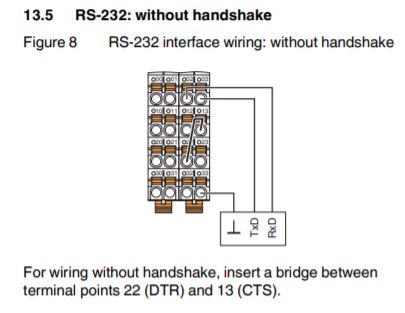 13.5 RS-232: without handshake
Figure 8 RS-232 interface wiring: without handshake
00 01 02 03
10 11 12 13
20 21 22 23
30 31 32 33
TxD
RxD
For wiring without handshake, insert a bridge between
terminal points 22 (DTR) and 13 (CTS).